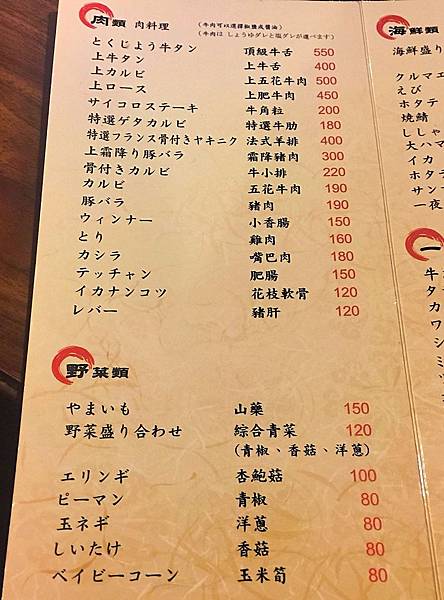 肉類 肉料理 (牛肉可以選擇椒鹽或醬油)
(牛肉は しょうゆダレと塩ダレが選べます)
とくじょう牛タン 頂級牛舌 550
上牛タン 上牛舌 400
上カルビ 上五花牛肉 500
上ロース 上肥牛肉 450
サイコロステーキ 牛角粒 200
特選ゲタカルビ 特選牛肋 180
特選フランス骨付きヤキニク 法式羊排 400
上霜降り豚バラ 霜降豬肉 300
骨付きカルビ 牛小排 220
カルビ 五花牛肉 190
豚バラ 豬肉 190
ウィンナー 小香腸 150
とり 雞肉 160
カシラ 嘴巴肉 180
テッチャン 肥腸 150
イカナンコツ 花枝軟骨 120
レバー 豬肝 120
野菜類
やまいも 山藥 150
野菜盛り合わせ 綜合青菜 120
(青椒、香菇、洋蔥)
エリンギ 杏鮑菇 100
ピーマン 青椒 80
玉ネギ 洋蔥 80
しいたけ 香菇 80
ベイビーコーン 玉米筍 80
海鮮類
海鮮盛り
クルマエ
えび
ホタテ
焼鯖
ししゃ
大ハマ
イカ
ホタテ
サン
一夜
一
牛
タ
カ
ワ
シ
ミ